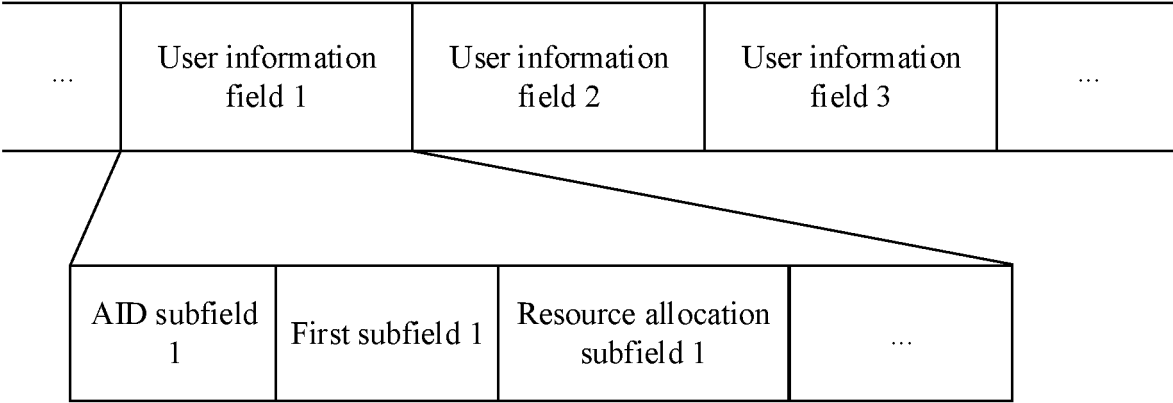 ...
User information
field 1
User information
field 2
User information
field 3
...
AID subfield
1
First subfield 1
Resource allocation
subfield 1
...